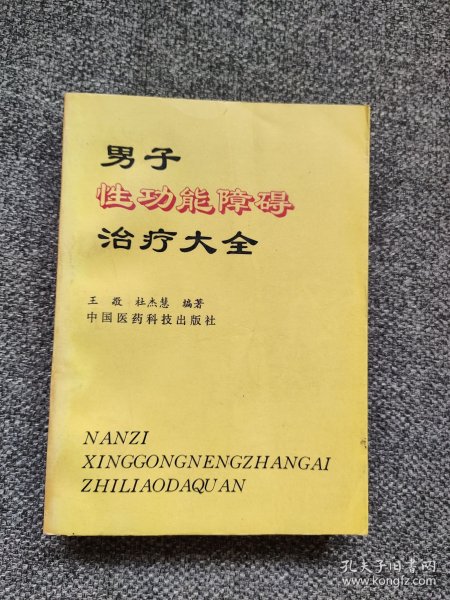 男子
性功能障碍
治疗大全
王敬 杜杰慧 编著
中国医药科技出版社
NANZI
XINGGONGNENGZHANGAI
ZHILIAODAQUAN
孔夫子旧书网
www.kongfz.com